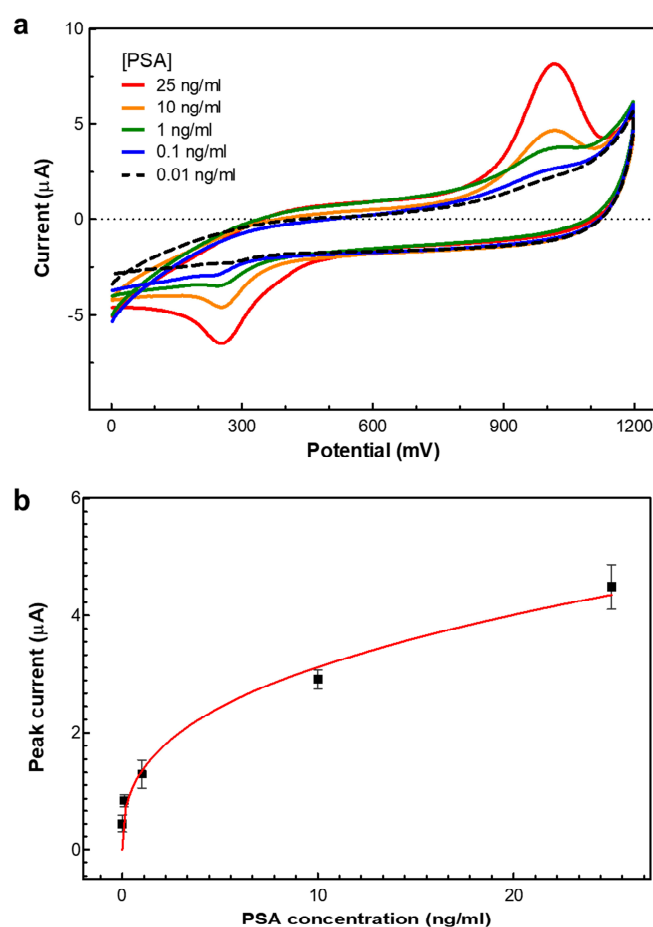 a
[PSA]
25 ng/ml
10 ng/ml
1 ng/ml
0.1 ng/ml
0.01 ng/ml
10
5
0
-5
Current (μA)
0
300
600
900
1200
Potential (mV)
b
6
4
2
0
Peak current (μA)
0
10
20
PSA concentration (ng/ml)